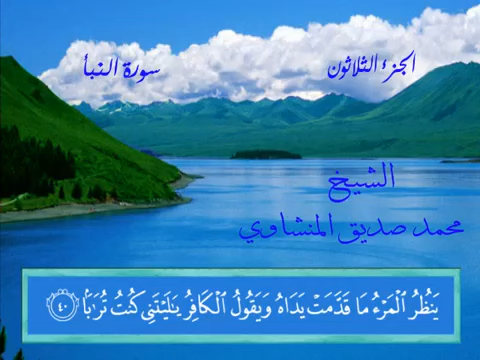 الجزء الثلاثون
سورة النبأ
الشيخ
محمد صديق المنشاوي
يَنظُرُ ٱلْمَرْءُ مَا قَدَّمَتْ يَدَاهُ وَيَقُولُ ٱلْكَافِرُ يَٰلَيْتَنِي كُنتُ تُرَٰبًۢا ٤٠